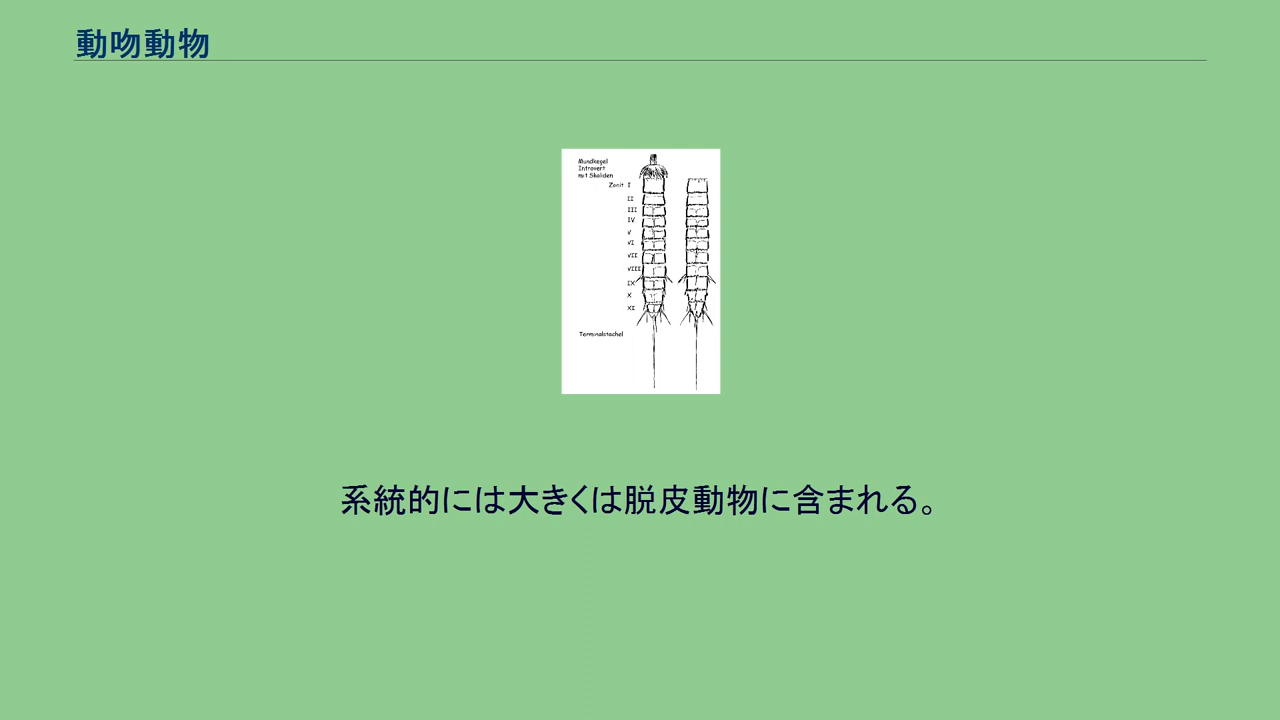 動吻動物
Mundkegel
Introvert
mit Skaliden
Zonit I
II
III
IV
V
VI
VII
VIII
IX
X
XI
Terminalstachel
系統的には大きくは脱皮動物に含まれる。